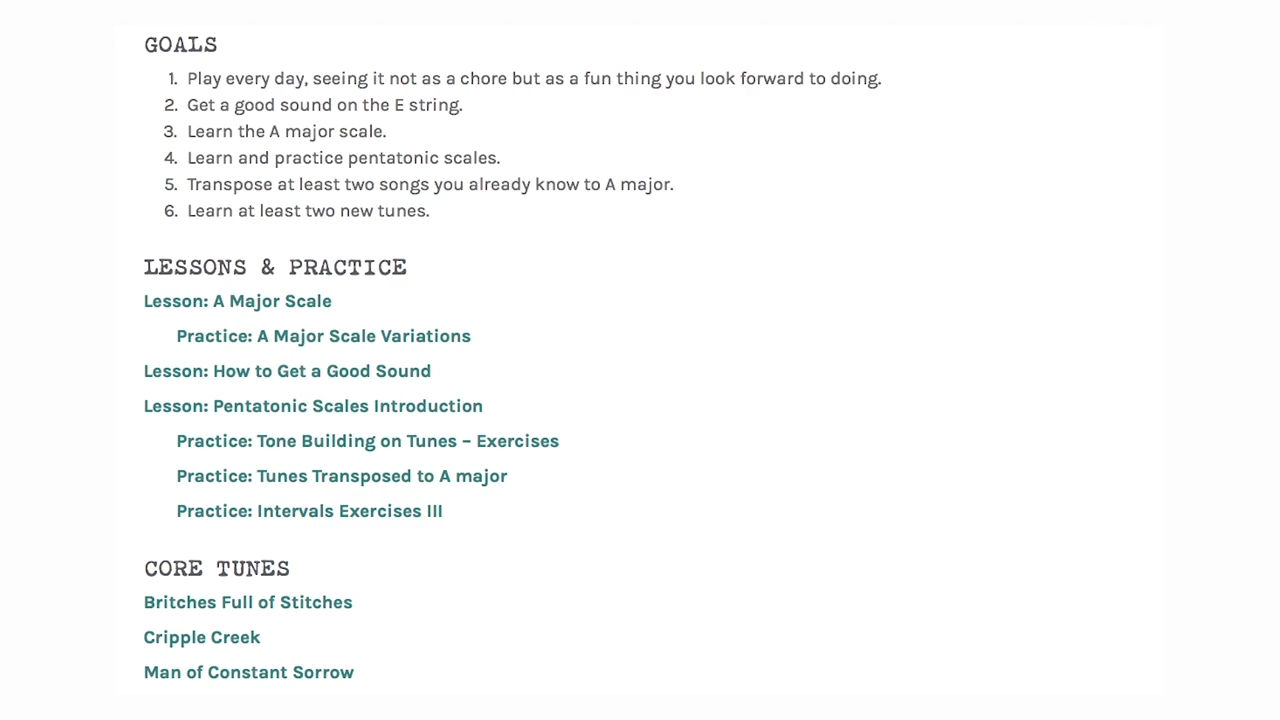 GOALS
1. Play every day, seeing it not as a chore but as a fun thing you look forward to doing.
2. Get a good sound on the E string.
3. Learn the A major scale.
4. Learn and practice pentatonic scales.
5. Transpose at least two songs you already know to A major.
6. Learn at least two new tunes.
LESSONS & PRACTICE
Lesson: A Major Scale
Practice: A Major Scale Variations
Lesson: How to Get a Good Sound
Lesson: Pentatonic Scales Introduction
Practice: Tone Building on Tunes – Exercises
Practice: Tunes Transposed to A major
Practice: Intervals Exercises III
CORE TUNES
Britches Full of Stitches
Cripple Creek
Man of Constant Sorrow